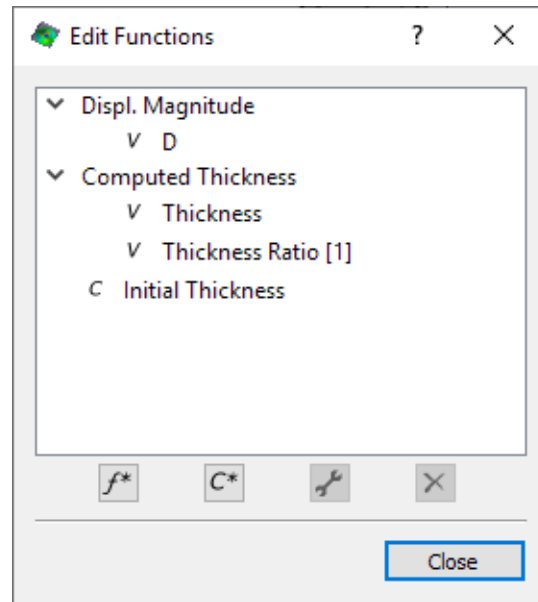 Edit Functions ?
Displ. Magnitude
V D
Computed Thickness
V Thickness
V Thickness Ratio [1]
C Initial Thickness
f* C*
Close